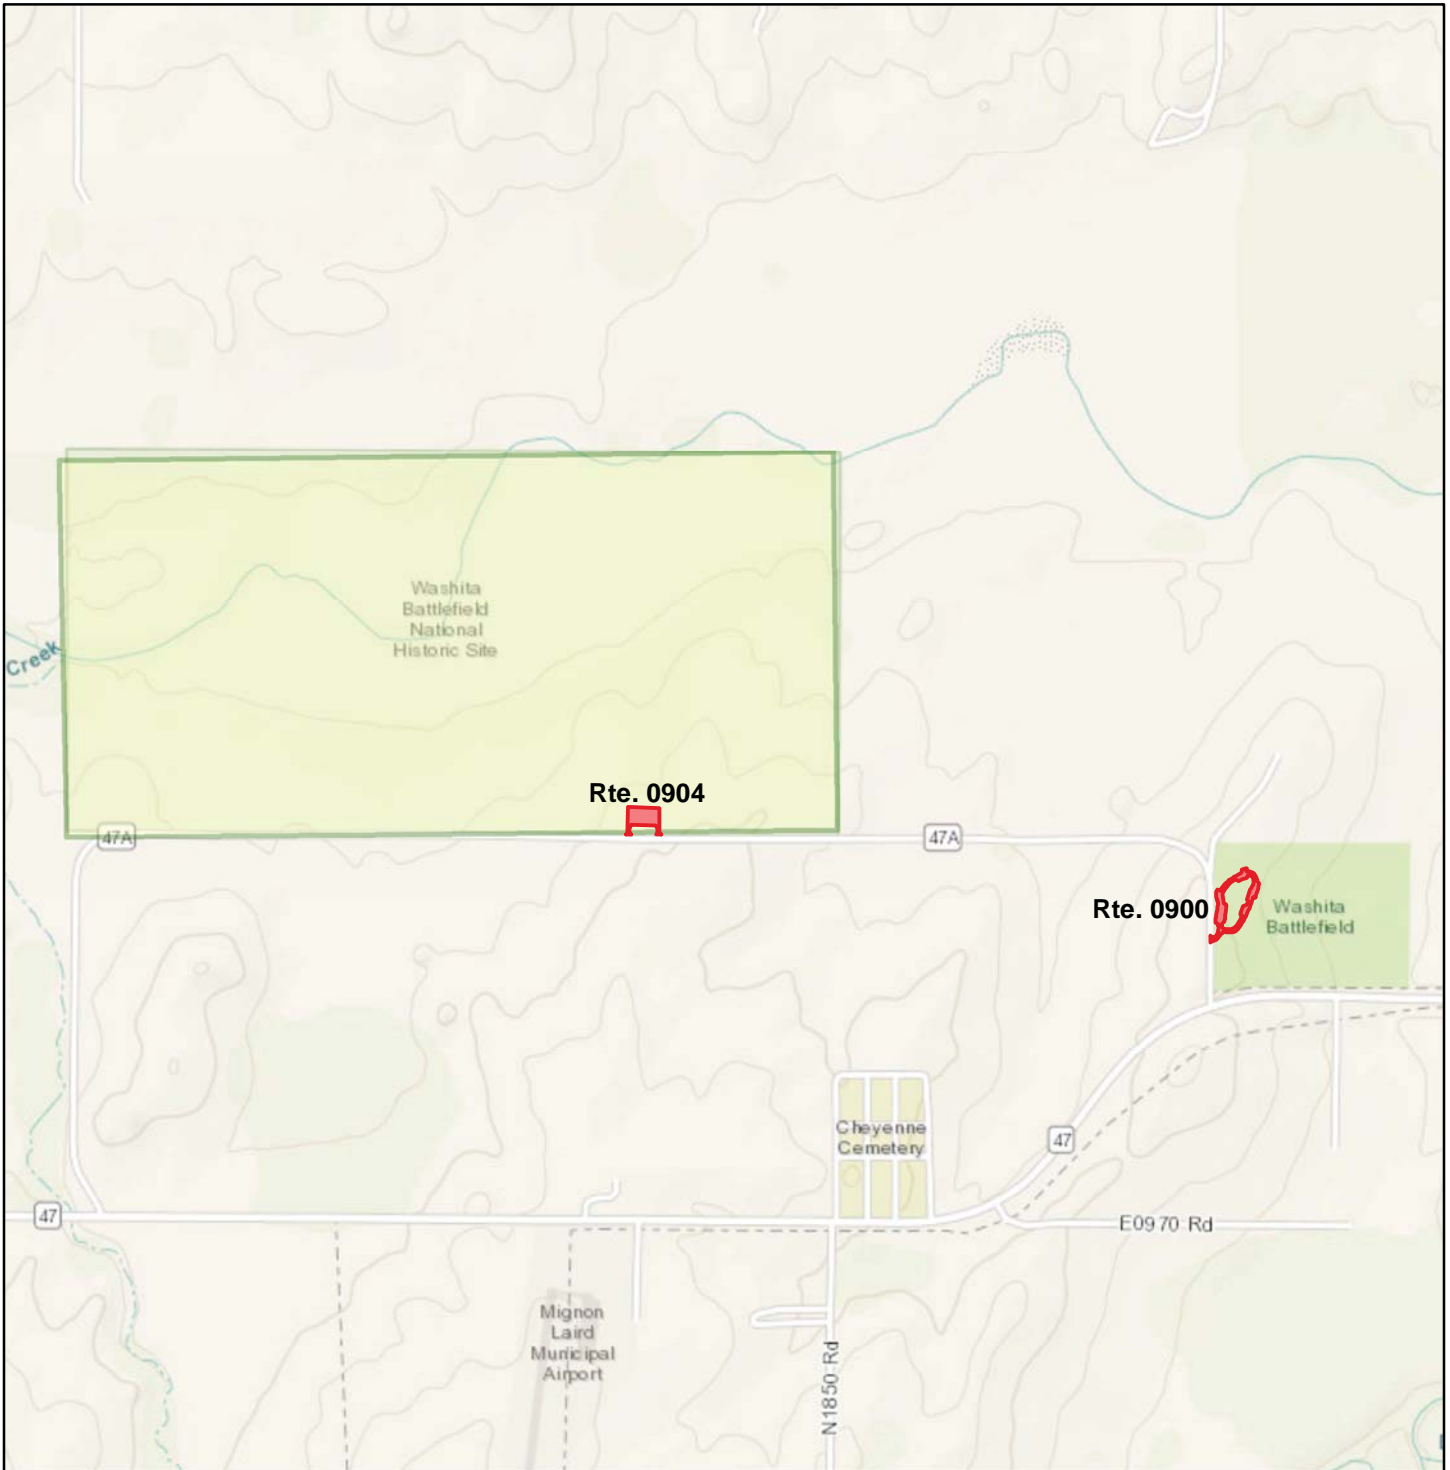 Washita
Battlefield
National
Historic Site
Creek
Rte. 0904
47A
47A
Rte. 0900
Washita
Battlefield
Cheyenne
Cemetery
47
47
E0970 Rd
Mignon
Laird
Municipal
Airport
N1850 Rd